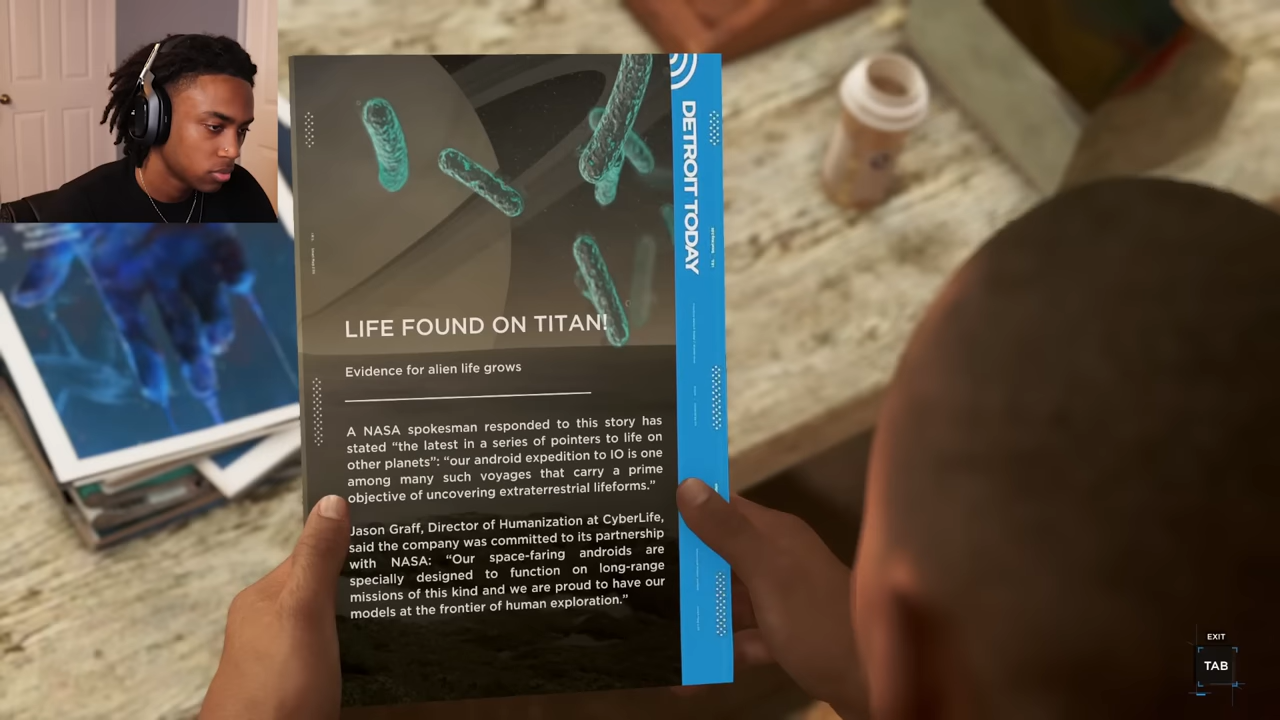 DETROIT TODAY
LIFE FOUND ON TITAN!
Evidence for alien life grows
A NASA spokesman responded to this story has
stated “the latest in a series of pointers to life on
other planets”: “our android expedition to IO is one
among many such voyages that carry a prime
objective of uncovering extraterrestrial lifeforms.”
Jason Graff, Director of Humanization at CyberLife,
said the company was committed to its partnership
with NASA: “Our space-faring androids are
specially designed to function on long-range
missions of this kind and we are proud to have our
models at the frontier of human exploration.”
EXIT
TAB